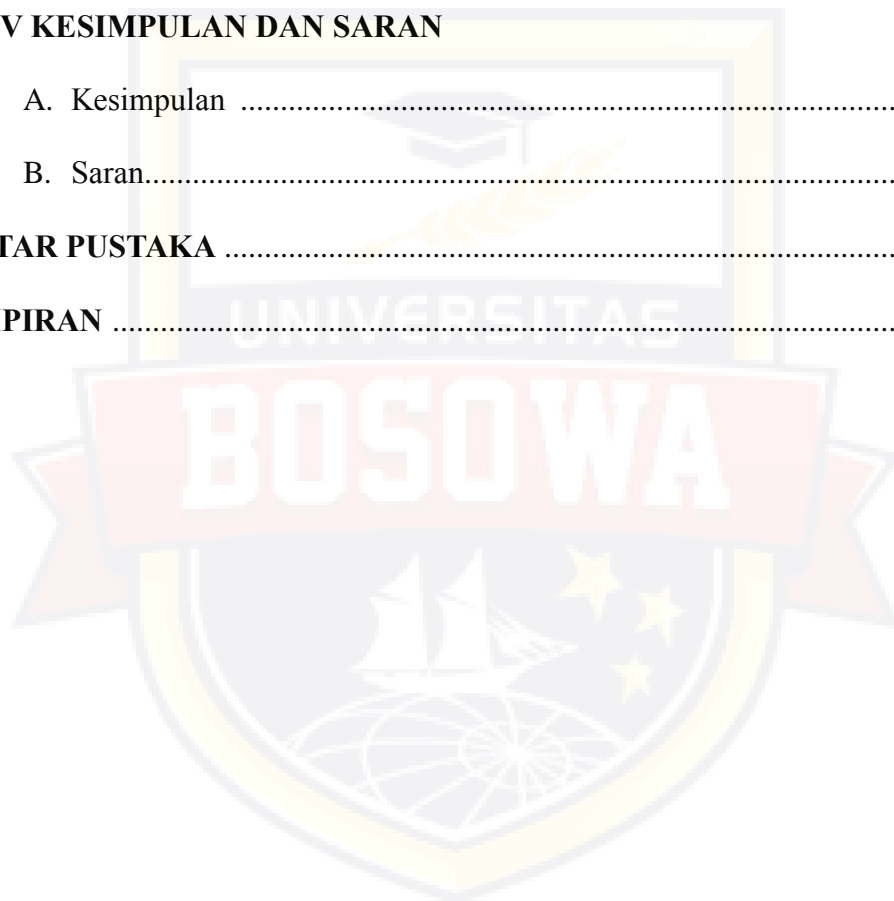 V KESIMPULAN DAN SARAN
A. Kesimpulan ................................................................................
B. Saran............................................................................................
TAR PUSTAKA ....................................................................................
PIRAN ..................................................................................................
UNIVERSITAS
BOSOWA